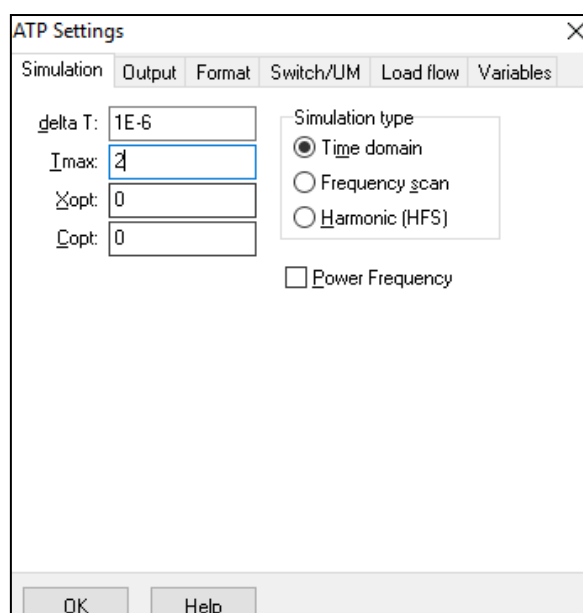 ATP Settings
Simulation Output Format Switch/UM Load flow Variables
delta T: 1E-6
Tmax: 2
Xopt: 0
Copt: 0
Simulation type
Time domain
Frequency scan
Harmonic (HFS)
Power Frequency
OK Help